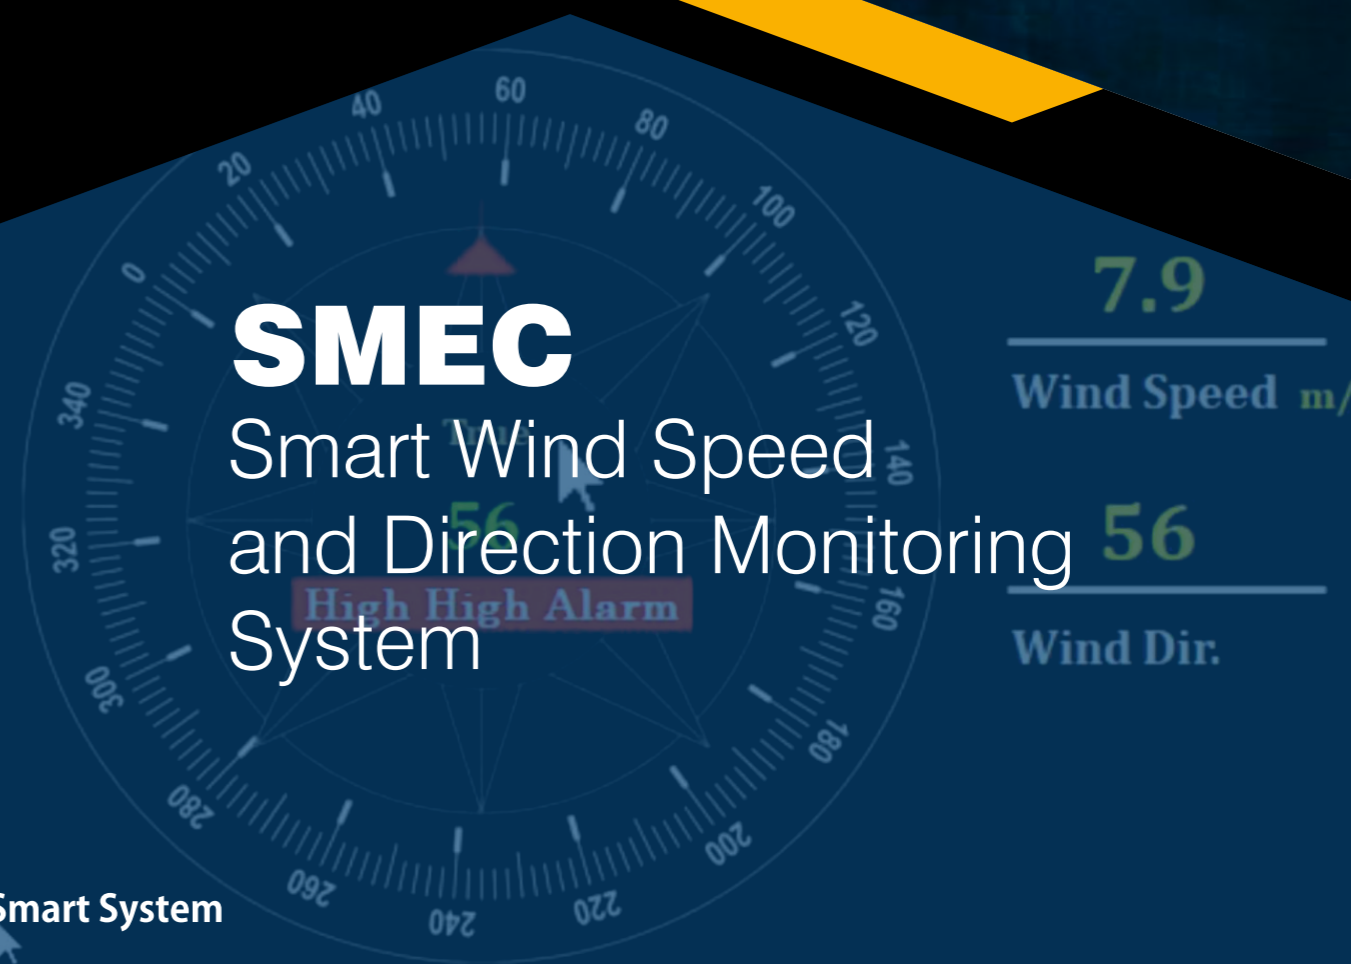 60
40
80
20
100
0
7.9
120
SMEC
Wind Speed m/
340
True
Smart Wind Speed
140
56
and Direction Monitoring
56
320
High High Alarm
160
System
Wind Dir.
300
180
280
200
260
220
240
Smart System